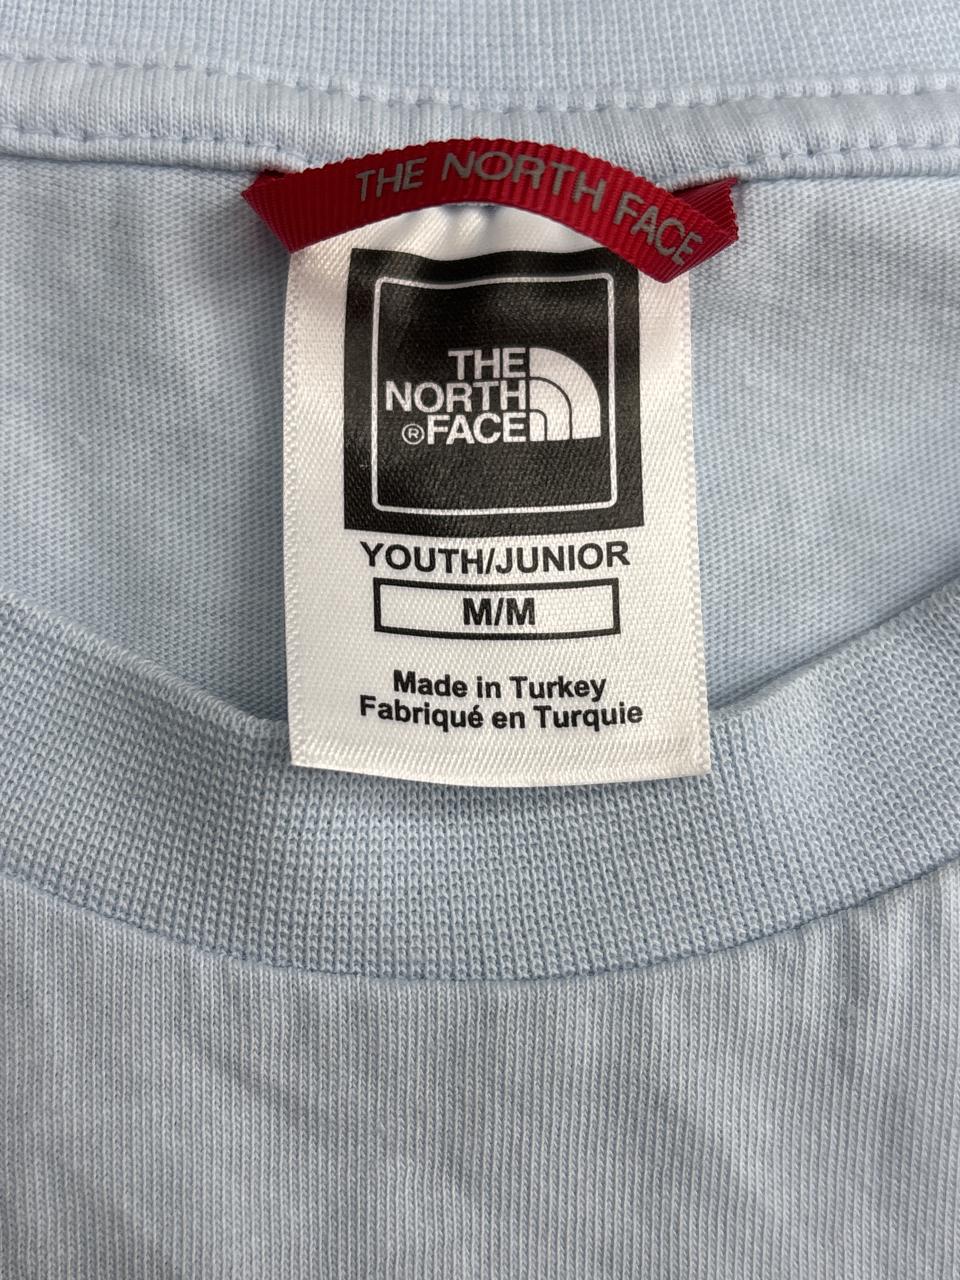 THE NORTH FACE
THE
NORTH
®FACE
YOUTH/JUNIOR
M/M
Made in Turkey
Fabriqué en Turquie